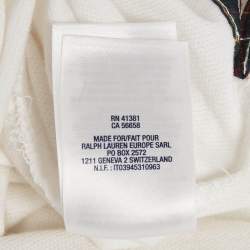 RN 41381
CA 56658
MADE FOR/FAIT POUR
RALPH LAUREN EUROPE SARL
PO BOX 2572
1211 GENEVA 2 SWITZERLAND
N.I.F. : IT03945310963